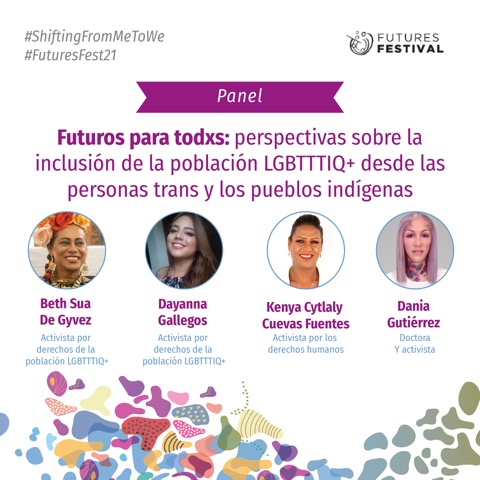 #ShiftingFromMeToWe
#FuturesFest21
FUTURES
FESTIVAL
Panel
Futuros para todxs: perspectivas sobre la
inclusión de la población LGBTTTIQ+ desde las
personas trans y los pueblos indígenas
Beth Sua
De Gyvez
Activista por
derechos de la
población LGBTTTIQ+
Dayanna
Gallegos
Activista por
derechos de la
población LGBTTTIQ+
Kenya Cytlaly
Cuevas Fuentes
Activista por los
derechos humanos
Dania
Gutiérrez
Doctora
Y activista